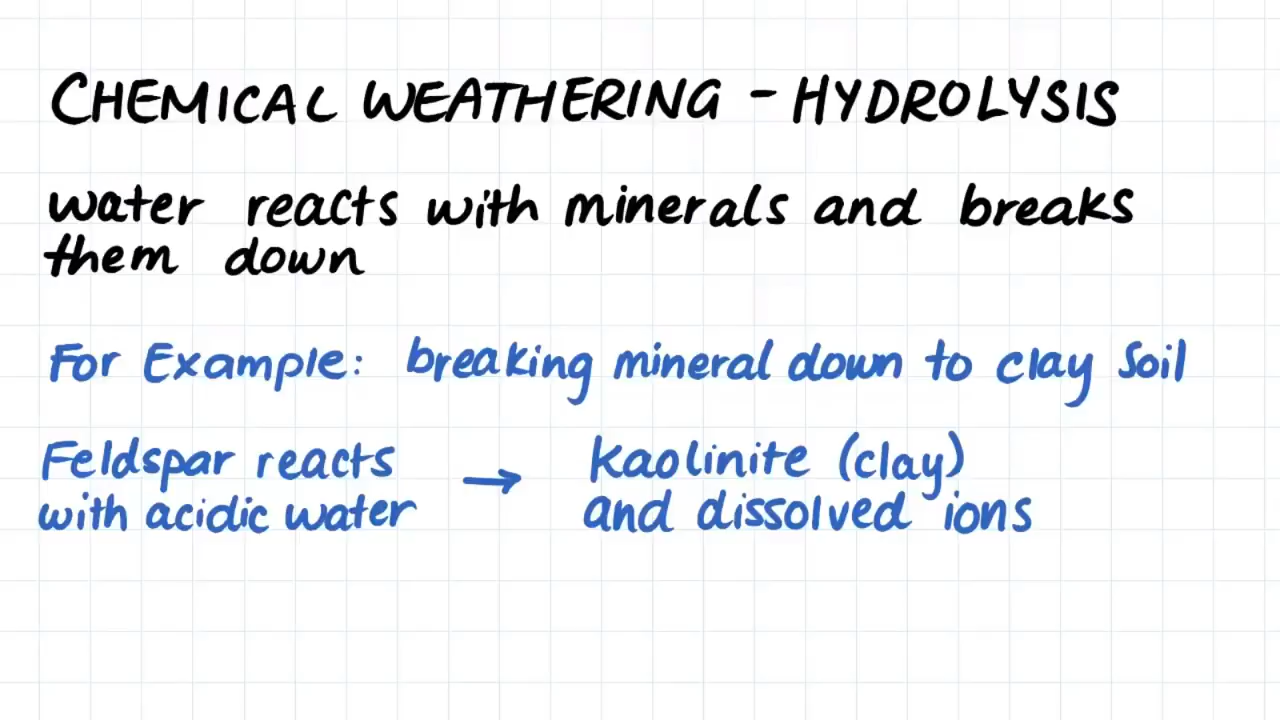 CHEMICAL WEATHERING - HYDROLYSIS
water reacts with minerals and breaks
them down
For Example: breaking mineral down to clay Soil
Feldspar reacts → kaolinite (clay)
with acidic water and dissolved ions